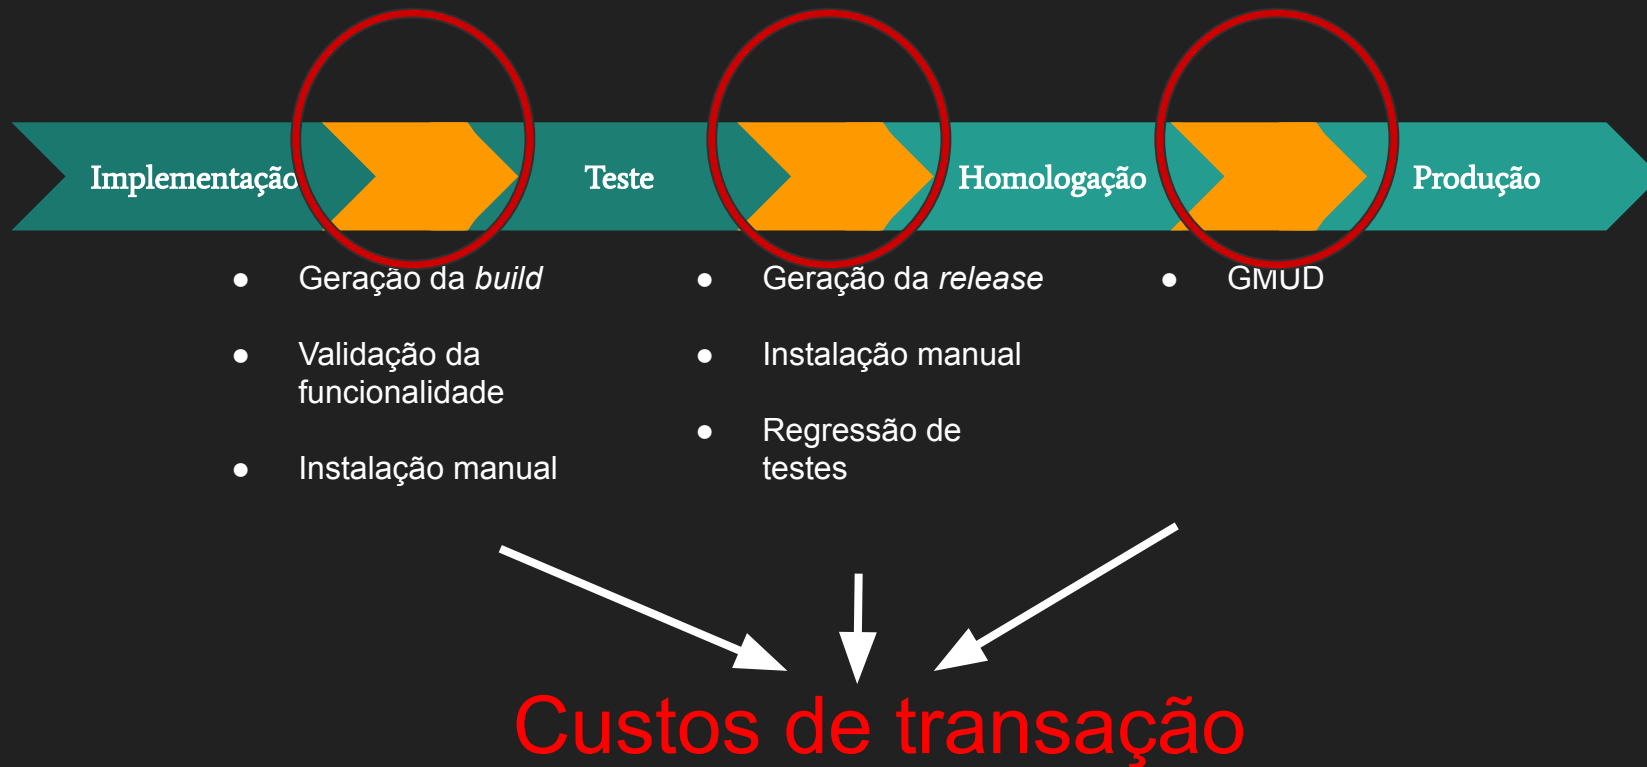 Implementação
Teste
Homologação
Produção
● Geração da build
● Validação da
funcionalidade
● Instalação manual
● Geração da release
● Instalação manual
● Regressão de
testes
● GMUD
Custos de transação